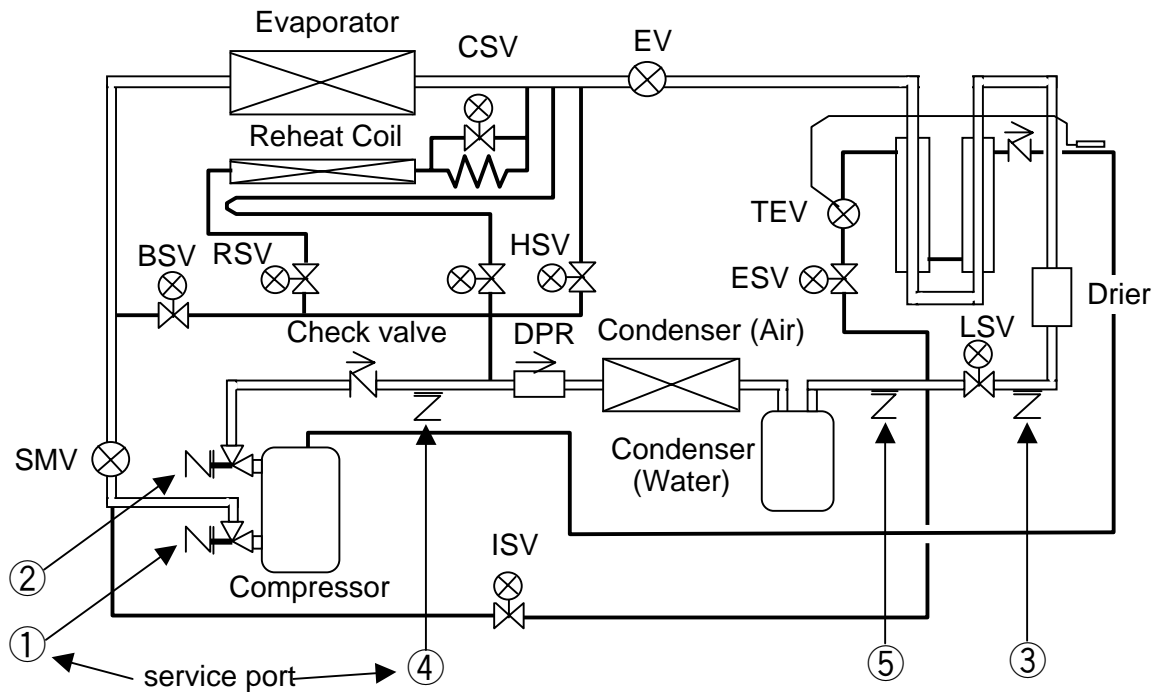 Evaporator
CSV
EV
Reheat Coil
TEV
BSV
RSV
HSV
ESV
Drier
Check valve
DPR
Condenser (Air)
LSV
SMV
Condenser
(Water)
ISV
②
Compressor
①
service port
④
⑤
③